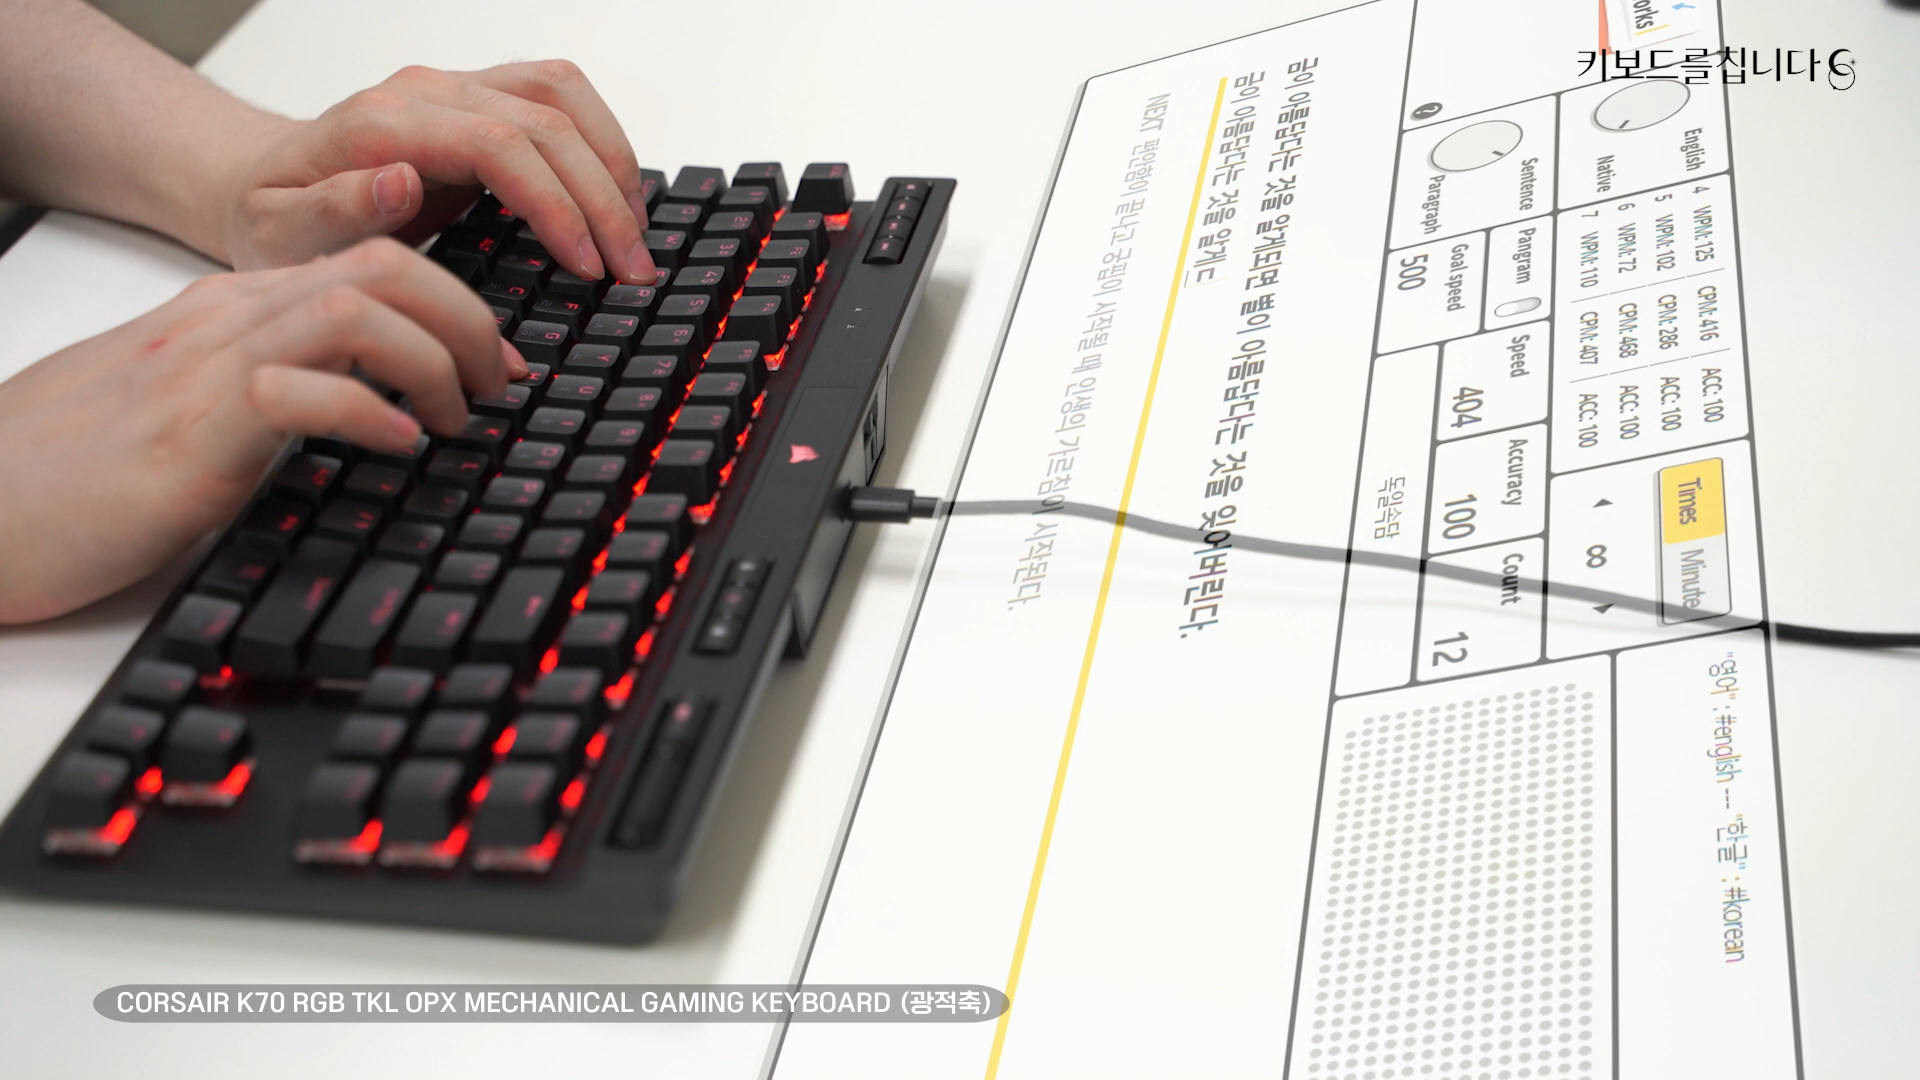 키보드를칩니다
orks
English
Native
Sentence
Paragraph
Pangram
Goal speed
500
4 WPM: 125 CPM: 416 ACC: 100
5 WPM: 102 CPM: 286 ACC: 100
6 WPM: 72 CPM: 468 ACC: 100
7 WPM: 110 CPM: 407 ACC: 100
Speed
404
Accuracy
100
Count
12
Times
Minute
∞
"영어" : #english --- "한글" : #korean
독일속담
금이 아름답다는 것을 알게되면 별이 아름답다는 것을 잊어버린다.
금이 아름답다는 것을 알게ㄷ
NEXT 편안함이 끝나고 궁핍이 시작될 때 인생의 가르침이 시작된다.
CORSAIR K70 RGB TKL OPX MECHANICAL GAMING KEYBOARD (광적축)